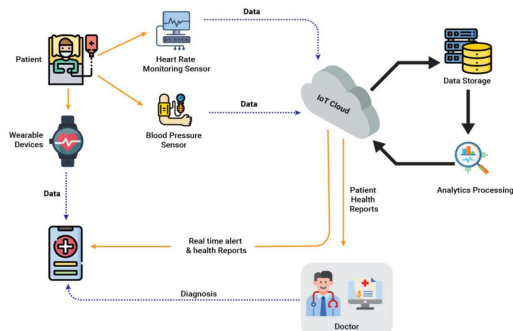 Data
Patient
Heart Rate
Monitoring Sensor
IoT Cloud
Data Storage
Data
Wearable
Devices
Blood Pressure
Sensor
Data
Analytics Processing
Patient
Health
Reports
Real time alert
& health Reports
Diagnosis
Doctor